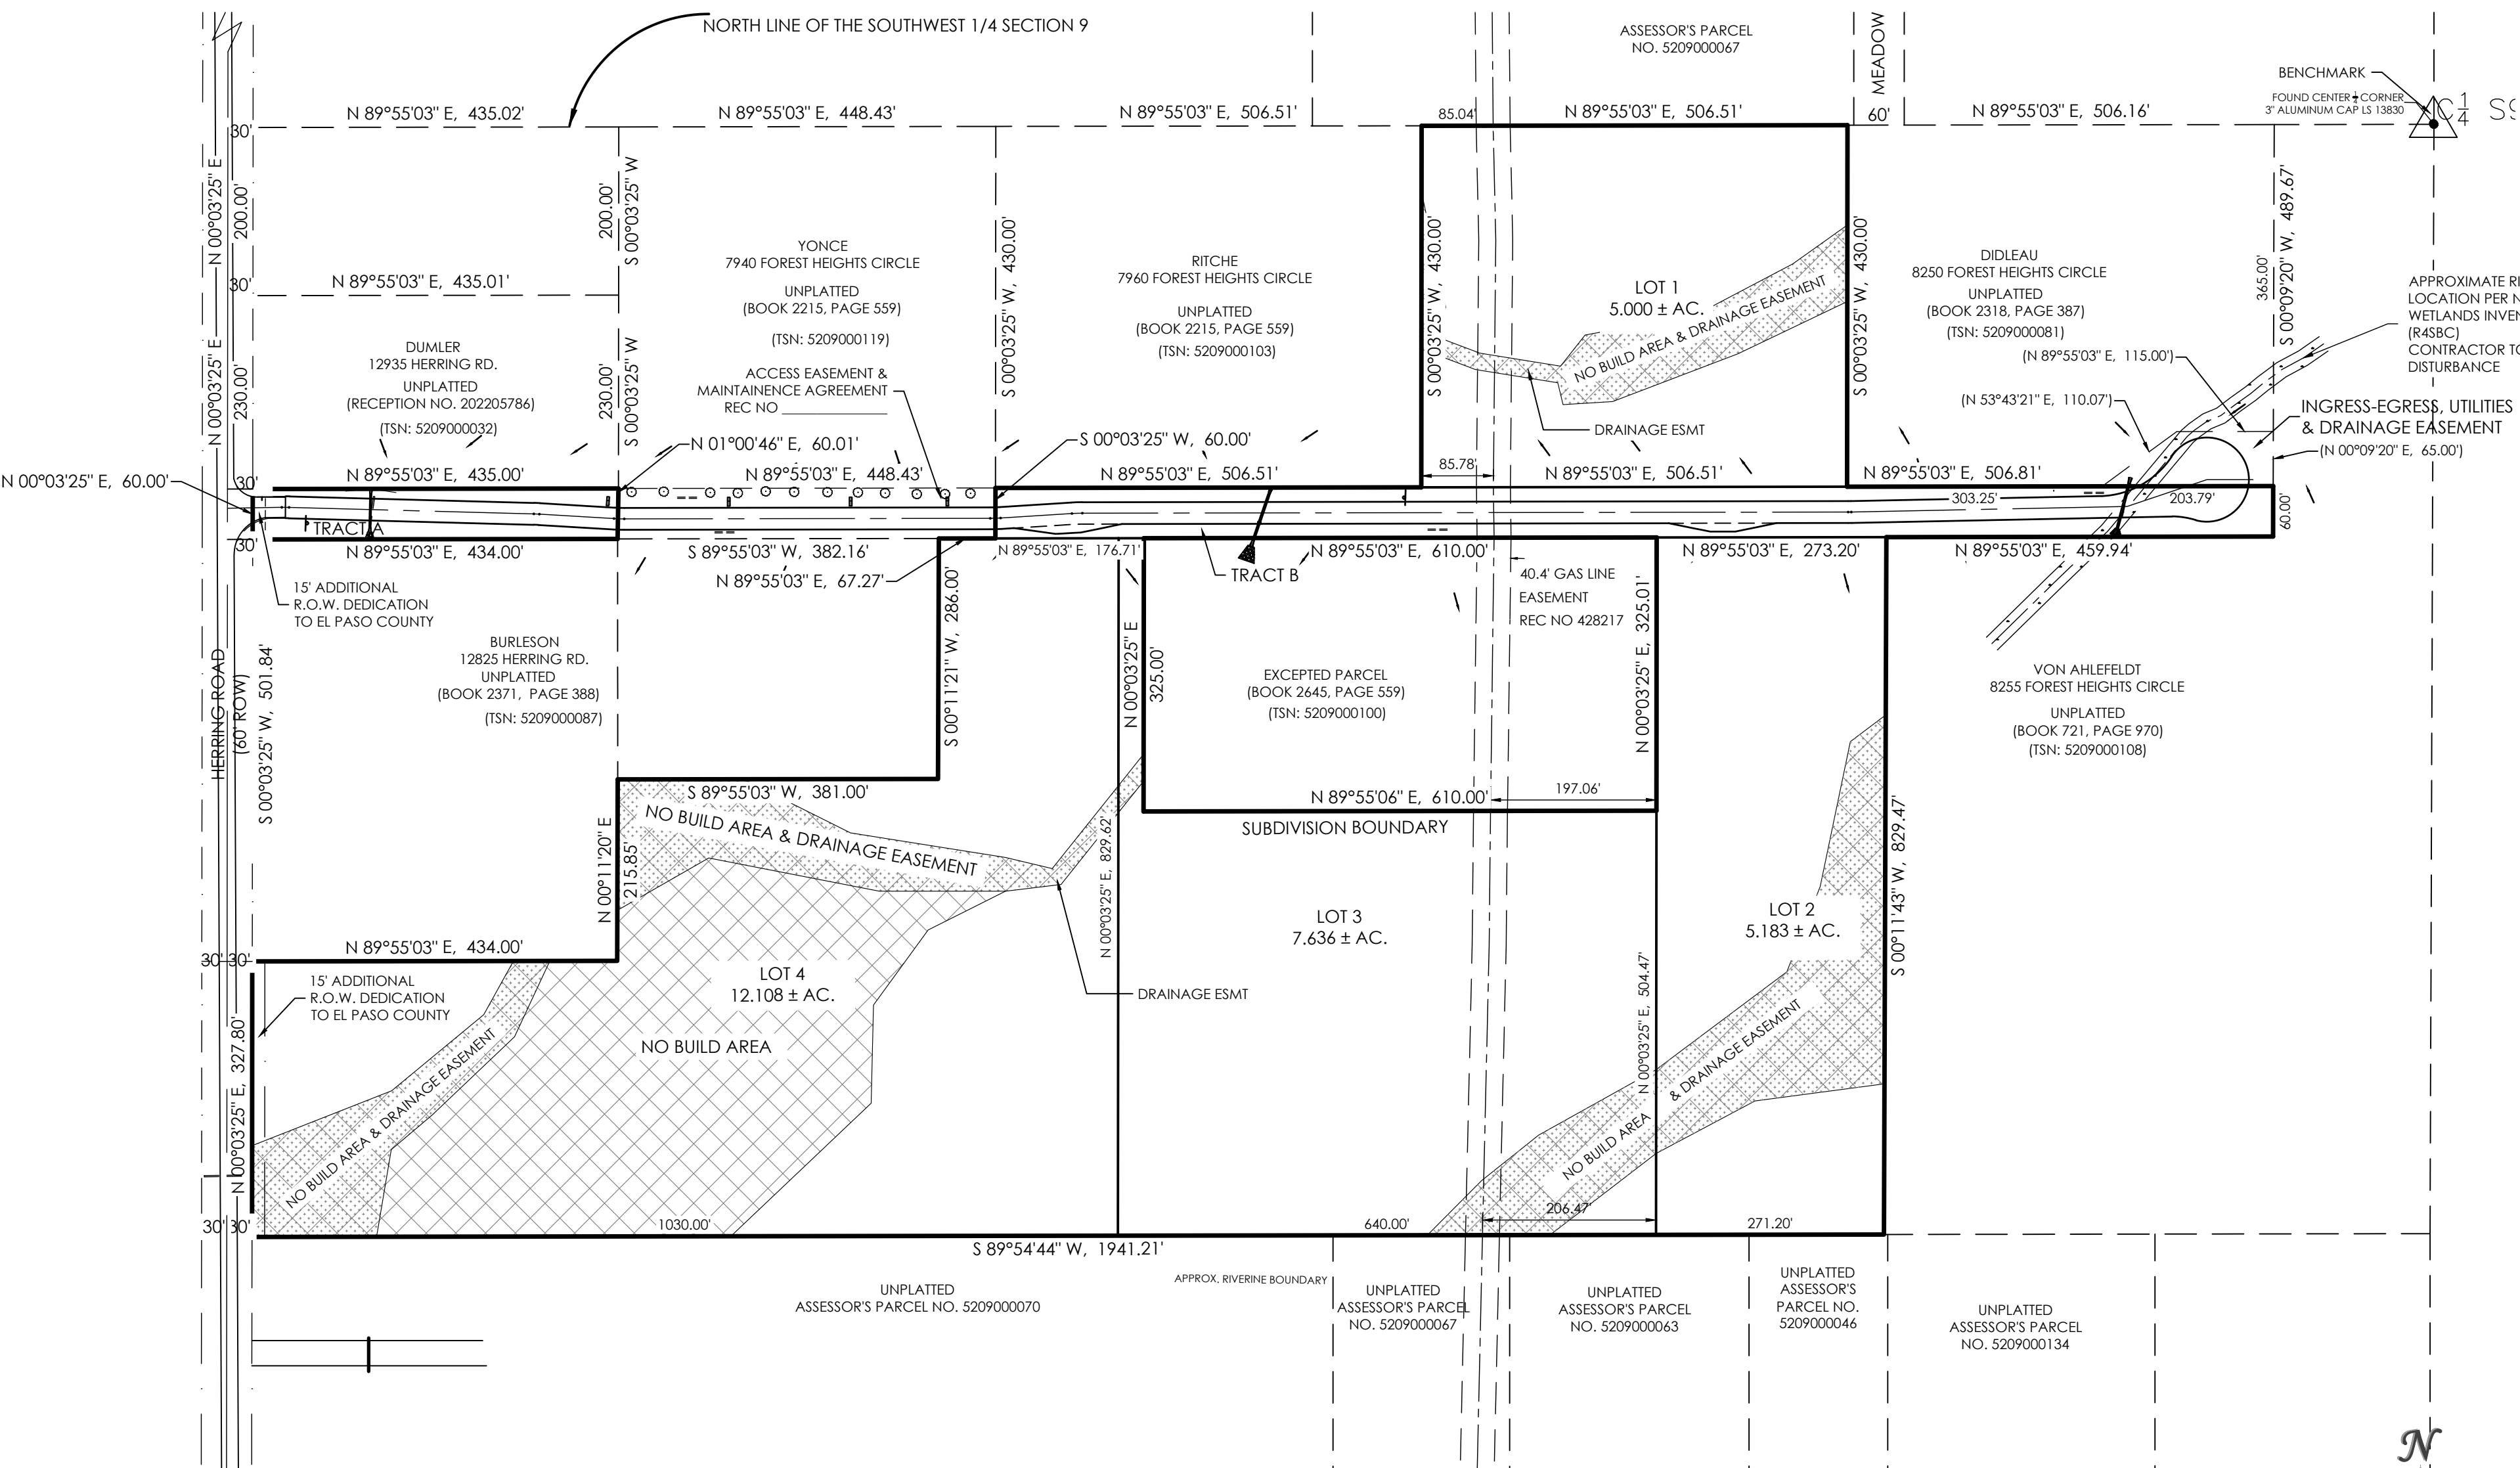 NORTH LINE OF THE SOUTHWEST 1/4 SECTION 9
ASSESSOR'S PARCEL
NO. 5209000067
MEADOW
BENCHMARK
FOUND CENTER 1/4 CORNER
3" ALUMINUM CAP LS 13830
C 1/4 S9
N 89°55'03" E, 435.02'
N 89°55'03" E, 448.43'
N 89°55'03" E, 506.51'
85.04'
N 89°55'03" E, 506.51'
60'
N 89°55'03" E, 506.16'
30'
N 00°03'25" E
200.00'
200.00'
S 00°03'25" W
S 00°03'25" W, 430.00'
S 00°03'25" W, 430.00'
S 00°03'25" W, 430.00'
365.00'
S 00°09'20" W, 489.67'
30'
N 89°55'03" E, 435.01'
YONCE
7940 FOREST HEIGHTS CIRCLE
UNPLATTED
(BOOK 2215, PAGE 559)
(TSN: 5209000119)
RITCHE
7960 FOREST HEIGHTS CIRCLE
UNPLATTED
(BOOK 2215, PAGE 559)
(TSN: 5209000103)
LOT 1
5.000 ± AC.
NO BUILD AREA & DRAINAGE EASEMENT
DRAINAGE ESMT
DIDLEAU
8250 FOREST HEIGHTS CIRCLE
UNPLATTED
(BOOK 2318, PAGE 387)
(TSN: 5209000081)
(N 89°55'03" E, 115.00')
(N 53°43'21" E, 110.07')
APPROXIMATE RI
LOCATION PER N
WETLANDS INVEN
(R4SBC)
CONTRACTOR TO
DISTURBANCE
INGRESS-EGRESS, UTILITIES
& DRAINAGE EASEMENT
(N 00°09'20" E, 65.00')
N 00°03'25" E
230.00'
DUMLER
12935 HERRING RD.
UNPLATTED
(RECEPTION NO. 202205786)
(TSN: 5209000032)
230.00'
S 00°03'25" W
ACCESS EASEMENT &
MAINTAINENCE AGREEMENT
REC NO
N 01°00'46" E, 60.01'
S 00°03'25" W, 60.00'
N 00°03'25" E, 60.00'
30'
N 89°55'03" E, 435.00'
N 89°55'03" E, 448.43'
N 89°55'03" E, 506.51'
85.78'
N 89°55'03" E, 506.51'
N 89°55'03" E, 506.81'
303.25'
203.79'
60.00'
TRACT A
30'
N 89°55'03" E, 434.00'
S 89°55'03" W, 382.16'
N 89°55'03" E, 67.27'
N 89°55'03" E, 176.71'
TRACT B
N 89°55'03" E, 610.00'
N 89°55'03" E, 273.20'
N 89°55'03" E, 459.94'
15' ADDITIONAL
R.O.W. DEDICATION
TO EL PASO COUNTY
40.4' GAS LINE
EASEMENT
REC NO 428217
HERRING ROAD
(60' ROW)
S 00°03'25" W, 501.84'
BURLESON
12825 HERRING RD.
UNPLATTED
(BOOK 2371, PAGE 388)
(TSN: 5209000087)
S 00°11'21" W, 286.00'
N 00°03'25" E
325.00'
EXCEPTED PARCEL
(BOOK 2645, PAGE 559)
(TSN: 5209000100)
N 00°03'25" E, 325.01'
VON AHLEFELDT
8255 FOREST HEIGHTS CIRCLE
UNPLATTED
(BOOK 721, PAGE 970)
(TSN: 5209000108)
S 89°55'03" W, 381.00'
N 89°55'06" E, 610.00'
197.06'
SUBDIVISION BOUNDARY
NO BUILD AREA & DRAINAGE EASEMENT
N 00°11'20" E
215.85'
N 00°03'25" E, 829.62'
S 00°11'43" W, 829.47'
LOT 3
7.636 ± AC.
LOT 2
5.183 ± AC.
N 89°55'03" E, 434.00'
30' 30'
15' ADDITIONAL
R.O.W. DEDICATION
TO EL PASO COUNTY
LOT 4
12.108 ± AC.
NO BUILD AREA
DRAINAGE ESMT
N 00°03'25" E, 504.47'
N 00°03'25" E, 327.80'
NO BUILD AREA & DRAINAGE EASEMENT
NO BUILD AREA & DRAINAGE EASEMENT
30' 30'
1030.00'
640.00'
206.47'
271.20'
S 89°54'44" W, 1941.21'
UNPLATTED
ASSESSOR'S PARCEL NO. 5209000070
APPROX. RIVERINE BOUNDARY
UNPLATTED
ASSESSOR'S PARCEL
NO. 5209000067
UNPLATTED
ASSESSOR'S PARCEL
NO. 5209000063
UNPLATTED
ASSESSOR'S
PARCEL NO.
5209000046
UNPLATTED
ASSESSOR'S PARCEL
NO. 5209000134
N